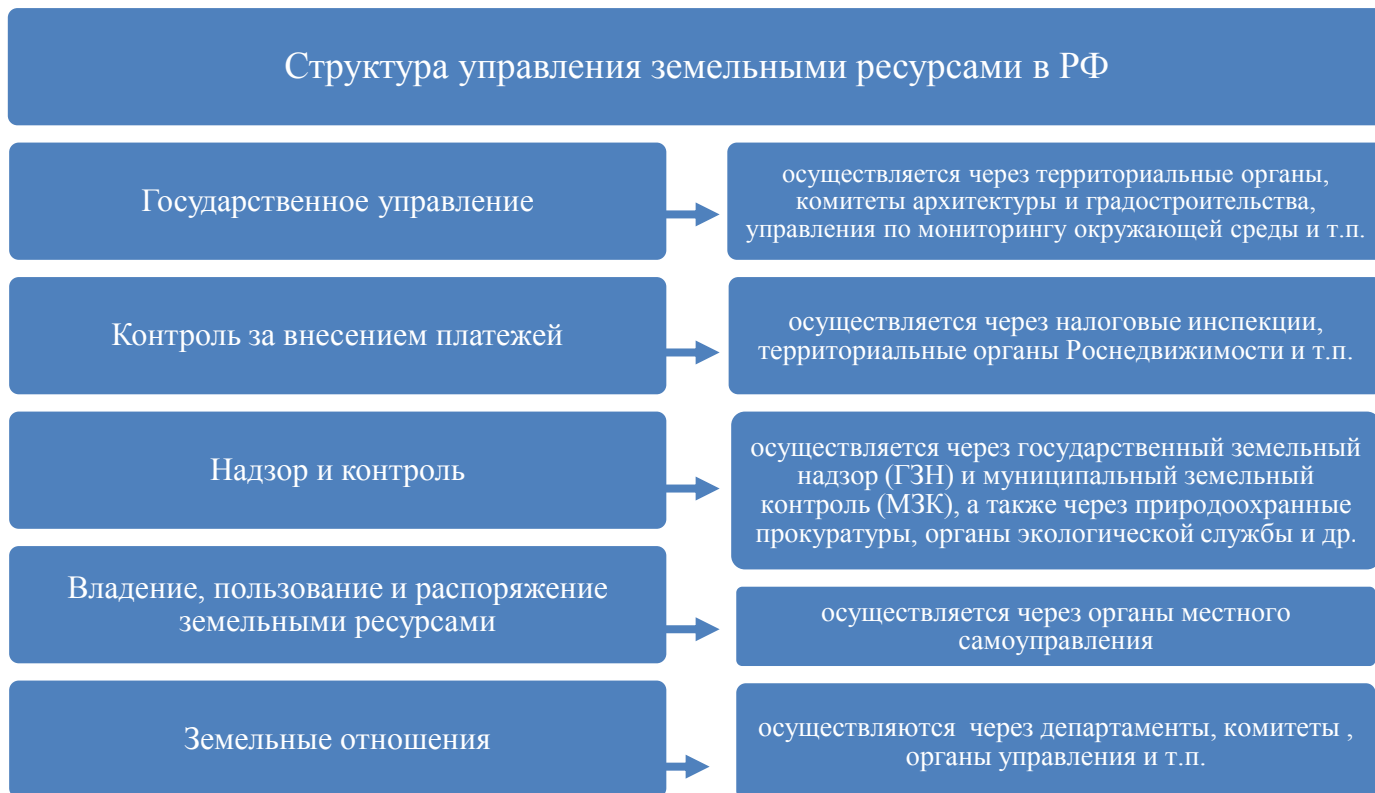 Структура управления земельными ресурсами в РФ
Государственное управление
осуществляется через территориальные органы,
комитеты архитектуры и градостроительства,
управления по мониторингу окружающей среды и т.п.
Контроль за внесением платежей
осуществляется через налоговые инспекции,
территориальные органы Роснедвижимости и т.п.
Надзор и контроль
осуществляется через государственный земельный
надзор (ГЗН) и муниципальный земельный
контроль (МЗК), а также через природоохранные
прокуратуры, органы экологической службы и др.
Владение, пользование и распоряжение
земельными ресурсами
осуществляется через органы местного
самоуправления
Земельные отношения
осуществляются  через департаменты, комитеты ,
органы управления и т.п.